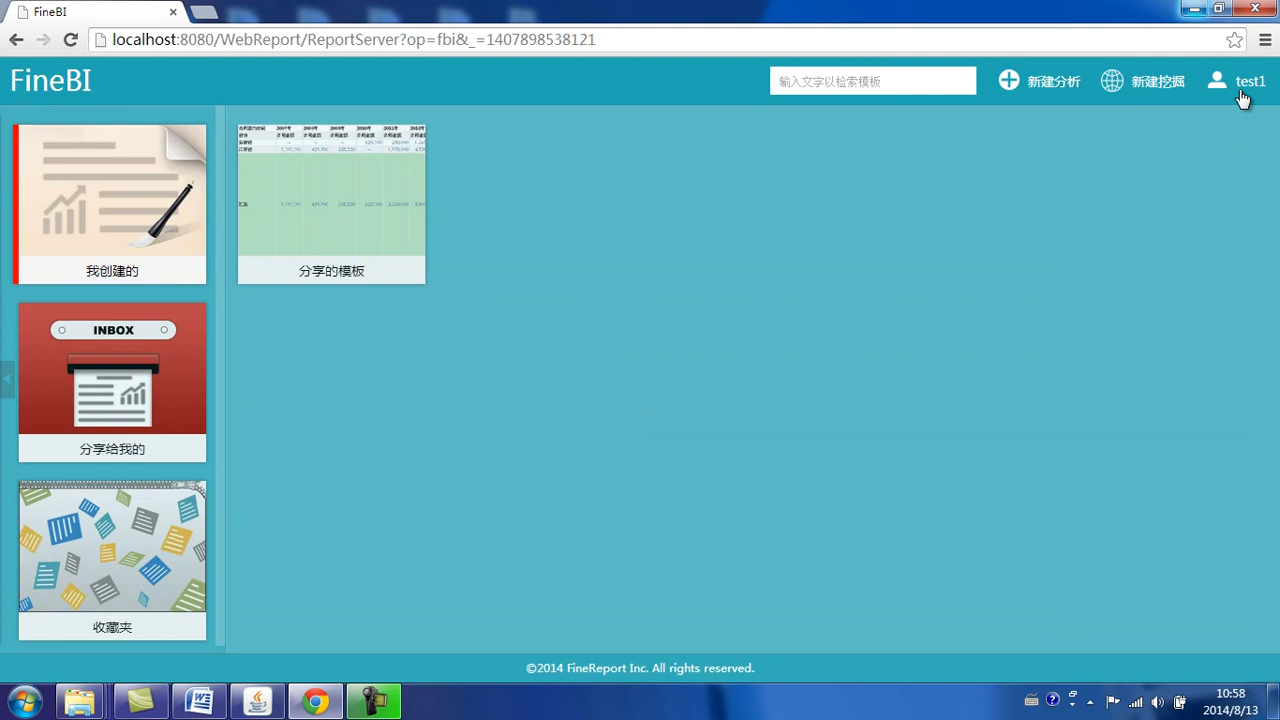 FineBI
localhost:8080/WebReport/ReportServer?op=fbi&_=1407898538121
FineBI
输入文字以检索模板
新建分析
新建挖掘
test1
我创建的
分享的模板
INBOX
分享给我的
收藏夹
©2014 FineReport Inc. All rights reserved.
10:58
2014/8/13